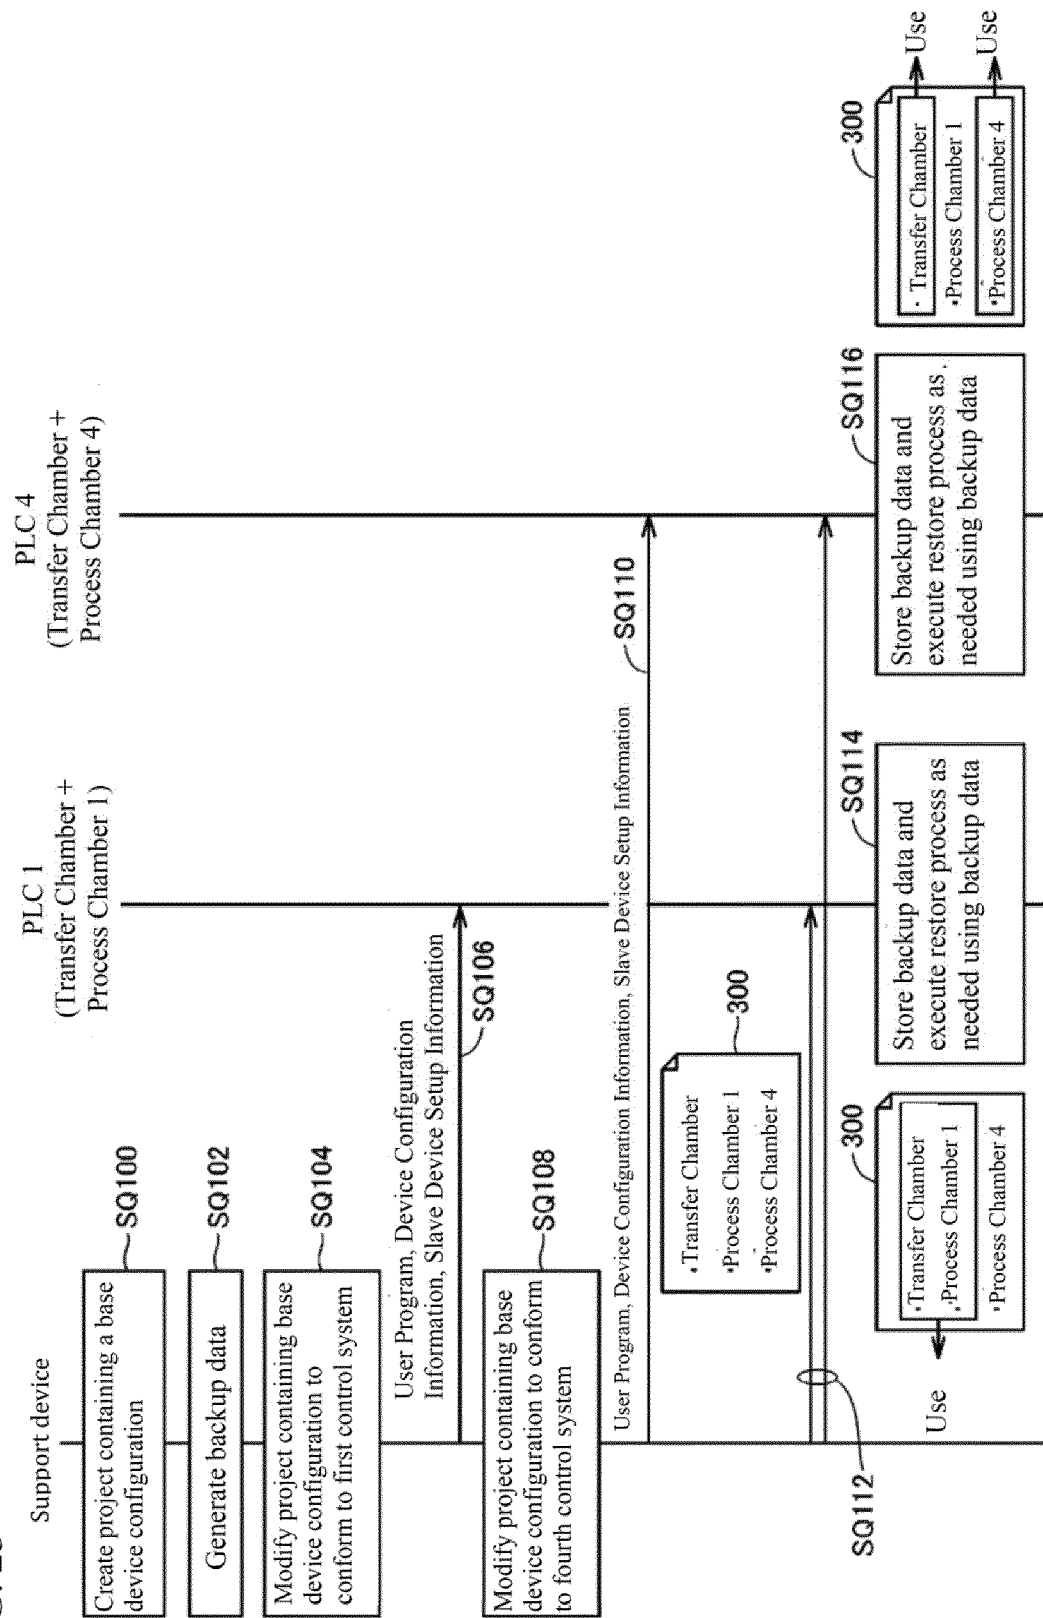 Support device
PLC 1
(Transfer Chamber +
Process Chamber 1)
PLC 4
(Transfer Chamber +
Process Chamber 4)
Create project containing a base
device configuration
SQ100
Generate backup data
SQ102
Modify project containing base
device configuration to
conform to first control system
SQ104
User Program, Device Configuration
Information, Slave Device Setup Information
SQ106
Modify project containing base
device configuration to conform
to fourth control system
SQ108
User Program, Device Configuration Information, Slave Device Setup Information
SQ110
300
•Transfer Chamber
•Process Chamber 1
•Process Chamber 4
SQ112
Use
300
•Transfer Chamber
•Process Chamber 1
•Process Chamber 4
SQ114
Store backup data and
execute restore process as
needed using backup data
SQ116
Store backup data and
execute restore process as
needed using backup data
300
• Transfer Chamber
•Process Chamber 1
•Process Chamber 4
Use
Use